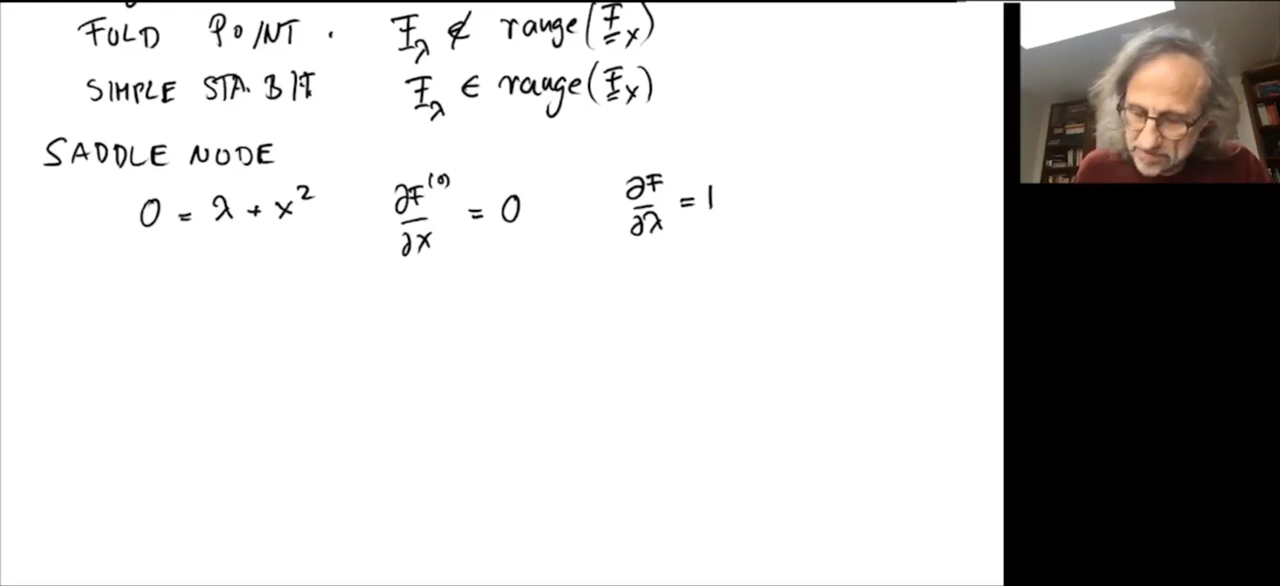 FOLD POINT . F_λ ∉ range(F_x)
SIMPLE STA. BIF F_λ ∈ range(F_x)
SADDLE NODE
0 = λ + x² ∂F⁽⁰⁾/∂x = 0 ∂F/∂λ = 1